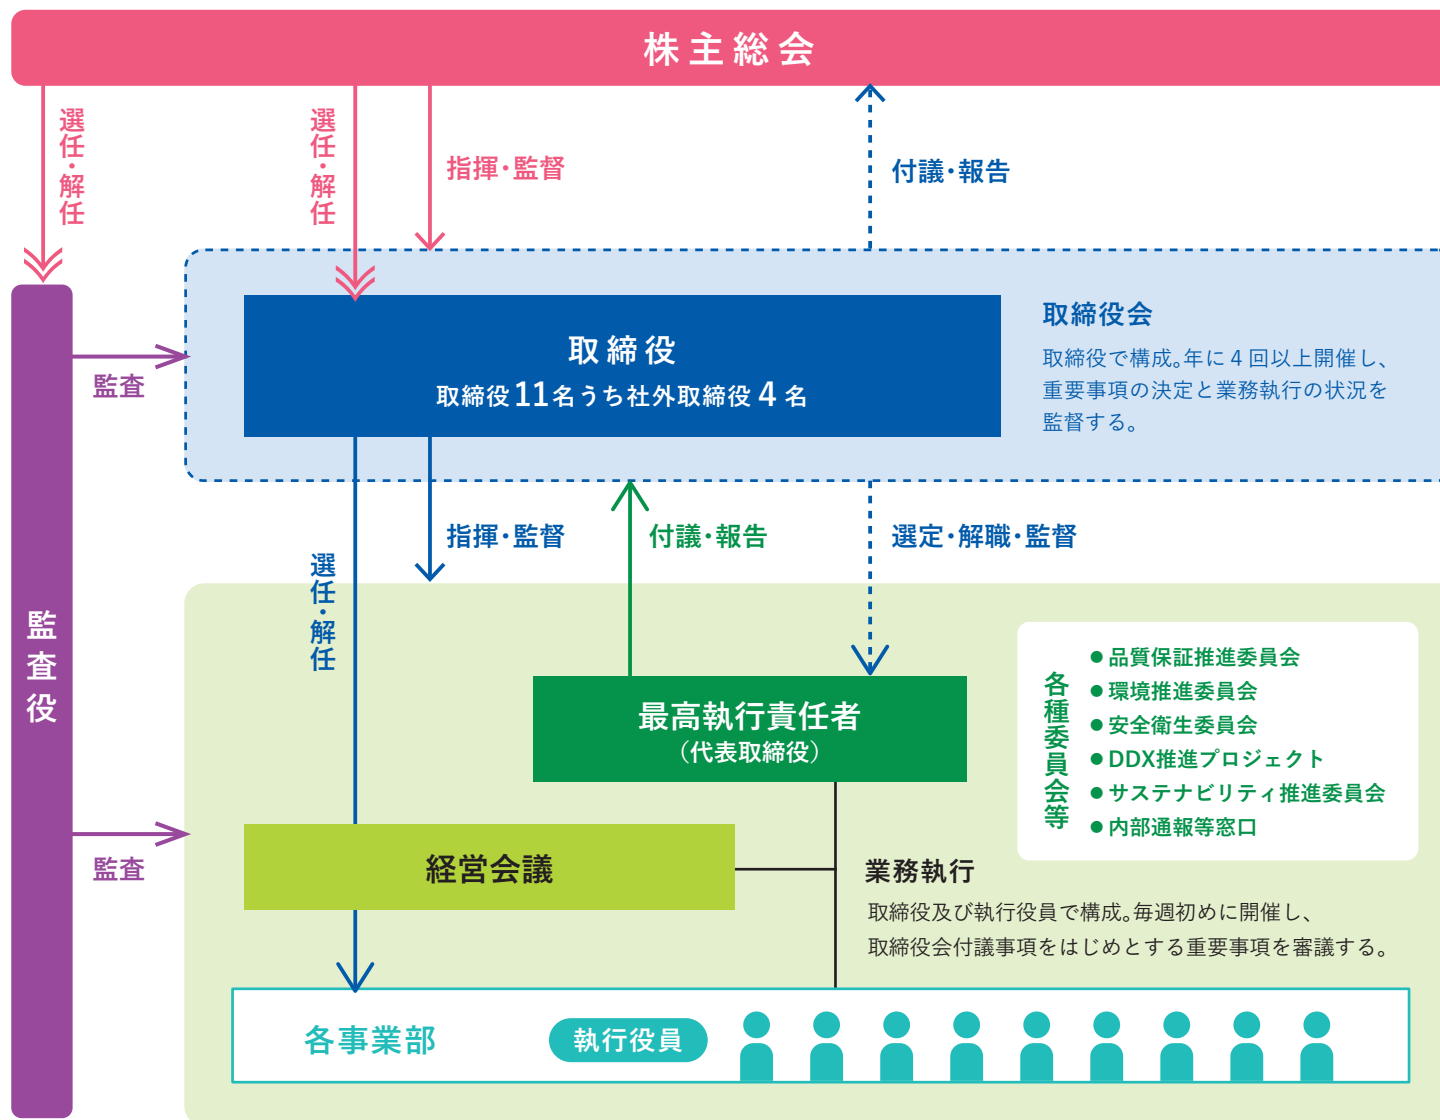 株主総会
選任・解任
選任・解任
指揮・監督
付議・報告
取締役
取締役11名うち社外取締役4名
取締役会
取締役で構成。年に4回以上開催し、
重要事項の決定と業務執行の状況を
監督する。
監査
監査役
選任・解任
指揮・監督
付議・報告
選定・解職・監督
最高執行責任者
（代表取締役）
各種委員会等
●品質保証推進委員会
●環境推進委員会
●安全衛生委員会
●DDX推進プロジェクト
●サステナビリティ推進委員会
●内部通報等窓口
監査
経営会議
業務執行
取締役及び執行役員で構成。毎週初めに開催し、
取締役会付議事項をはじめとする重要事項を審議する。
各事業部
執行役員